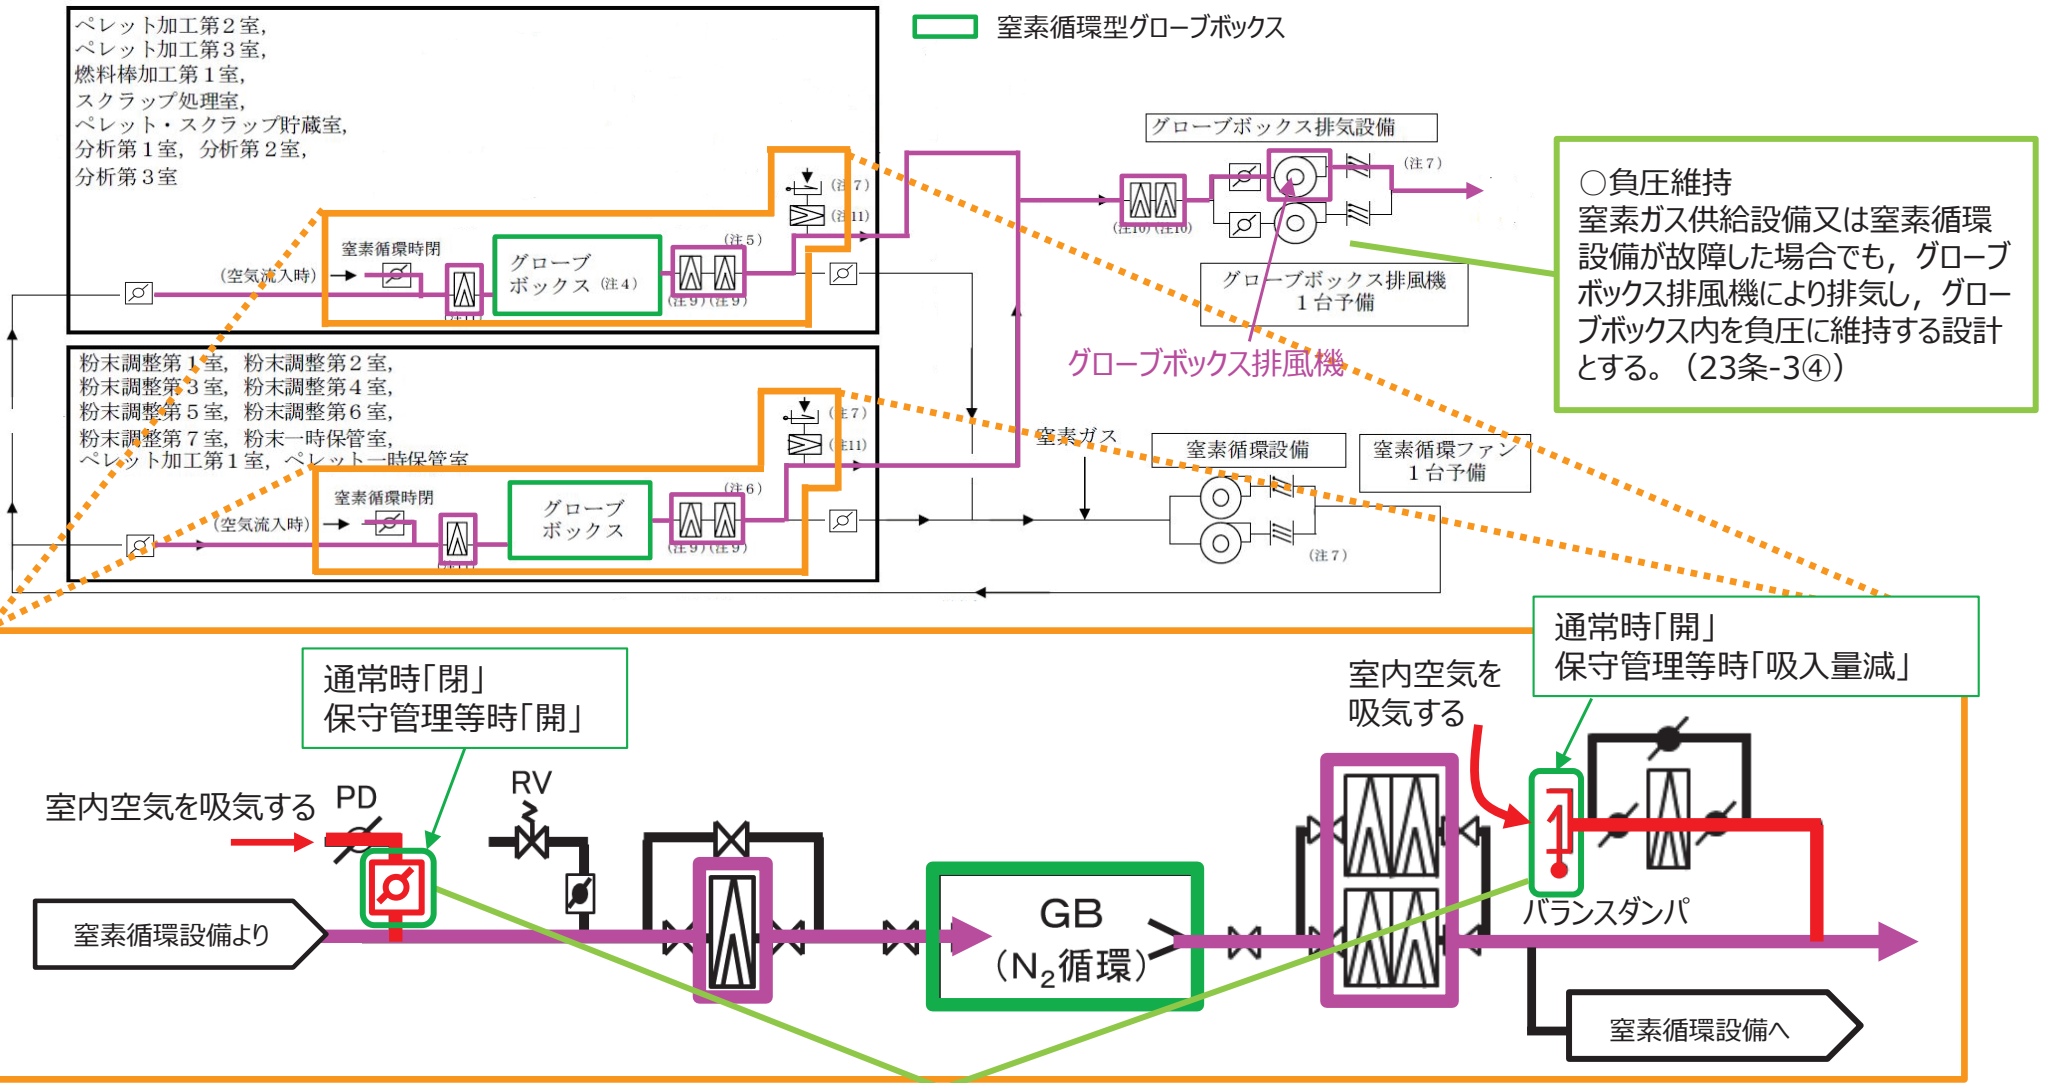 ペレット加工第２室，
ペレット加工第３室，
燃料棒加工第１室，
スクラップ処理室，
ペレット・スクラップ貯蔵室，
分析第１室，分析第２室，
分析第３室
窒素循環型グローブボックス
(注７)
(注11)
窒素循環時閉
(空気流入時)
グローブ
ボックス (注４)
(注５)
(注９)(注９)
グローブボックス排気設備
(注７)
(注10)(注10)
グローブボックス排風機
１台予備
グローブボックス排風機
○負圧維持
窒素ガス供給設備又は窒素循環
設備が故障した場合でも，グローブ
ボックス排風機により排気し，グロー
ブボックス内を負圧に維持する設計
とする。（23条-3④）
粉末調整第１室，粉末調整第２室，
粉末調整第３室，粉末調整第４室，
粉末調整第５室，粉末調整第６室，
粉末調整第７室，粉末一時保管室，
ペレット加工第１室，ペレット一時保管室
(注７)
(注11)
窒素循環時閉
(空気流入時)
グローブ
ボックス
(注６)
(注９)(注９)
窒素ガス
窒素循環設備
窒素循環ファン
１台予備
(注７)
通常時「閉」
保守管理等時「開」
通常時「開」
保守管理等時「吸入量減」
室内空気を
吸気する
室内空気を吸気する
PD
RV
窒素循環設備より
GB
（N₂循環）
バランスダンパ
窒素循環設備へ